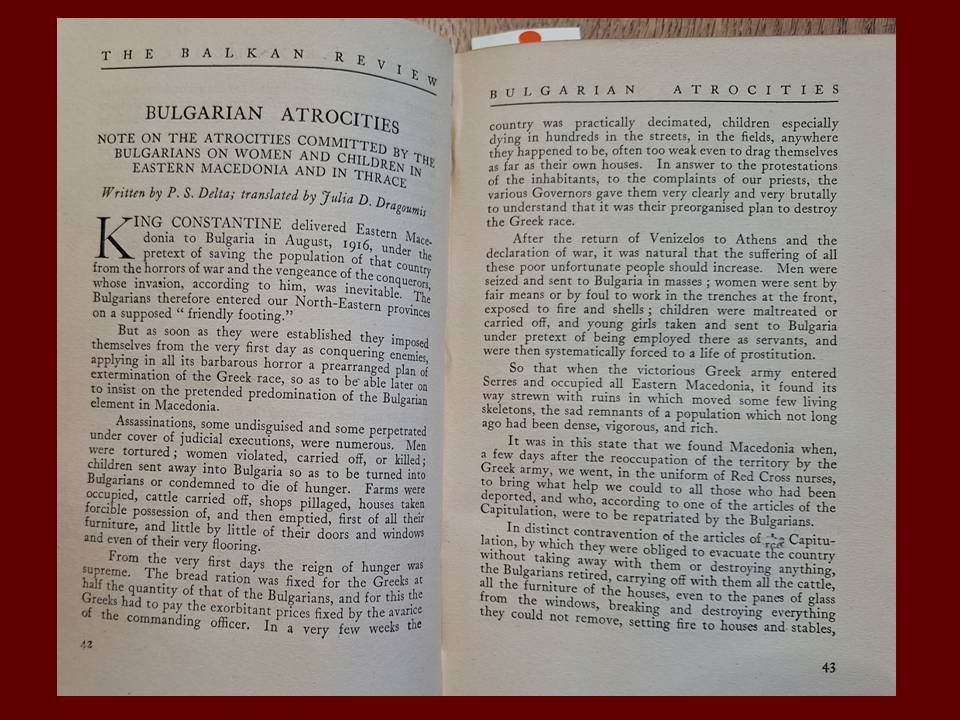 THE BALKAN REVIEW
BULGARIAN ATROCITIES
NOTE ON THE ATROCITIES COMMITTED BY THE
BULGARIANS ON WOMEN AND CHILDREN IN
EASTERN MACEDONIA AND IN THRACE
Written by P. S. Delta; translated by Julia D. Dragoumis
KING CONSTANTINE delivered Eastern Mace-
donia to Bulgaria in August, 1916, under the
pretext of saving the population of that country
from the horrors of war and the vengeance of the conquerors,
whose invasion, according to him, was inevitable. The
Bulgarians therefore entered our North-Eastern provinces
on a supposed “ friendly footing.”
But as soon as they were established they imposed
themselves from the very first day as conquering enemies,
applying in all its barbarous horror a prearranged plan of
extermination of the Greek race, so as to be able later on
to insist on the pretended predomination of the Bulgarian
element in Macedonia.
Assassinations, some undisguised and some perpetrated
under cover of judicial executions, were numerous. Men
were tortured ; women violated, carried off, or killed ;
children sent away into Bulgaria so as to be turned into
Bulgarians or condemned to die of hunger. Farms were
occupied, cattle carried off, shops pillaged, houses taken
forcible possession of, and then emptied, first of all their
furniture, and little by little of their doors and windows
and even of their very flooring.
From the very first days the reign of hunger was
supreme. The bread ration was fixed for the Greeks at
half the quantity of that of the Bulgarians, and for this the
Greeks had to pay the exorbitant prices fixed by the avarice
of the commanding officer. In a very few weeks the
42
BULGARIAN ATROCITIES
country was practically decimated, children especially
dying in hundreds in the streets, in the fields, anywhere
they happened to be, often too weak even to drag themselves
as far as their own houses. In answer to the protestations
of the inhabitants, to the complaints of our priests, the
various Governors gave them very clearly and very brutally
to understand that it was their preorganised plan to destroy
the Greek race.
After the return of Venizelos to Athens and the
declaration of war, it was natural that the suffering of all
these poor unfortunate people should increase. Men were
seized and sent to Bulgaria in masses ; women were sent by
fair means or by foul to work in the trenches at the front,
exposed to fire and shells ; children were maltreated or
carried off, and young girls taken and sent to Bulgaria
under pretext of being employed there as servants, and
were then systematically forced to a life of prostitution.
So that when the victorious Greek army entered
Serres and occupied all Eastern Macedonia, it found its
way strewn with ruins in which moved some few living
skeletons, the sad remnants of a population which not long
ago had been dense, vigorous, and rich.
It was in this state that we found Macedonia when,
a few days after the reoccupation of the territory by the
Greek army, we went, in the uniform of Red Cross nurses,
to bring what help we could to all those who had been
deported, and who, according to one of the articles of the
Capitulation, were to be repatriated by the Bulgarians.
In distinct contravention of the articles of Capitu-
lation, by which they were obliged to evacuate the country
without taking away with them or destroying anything,
the Bulgarians retired, carrying off with them all the cattle,
all the furniture of the houses, even to the panes of glass
from the windows, breaking and destroying everything
they could not remove, setting fire to houses and stables,
43